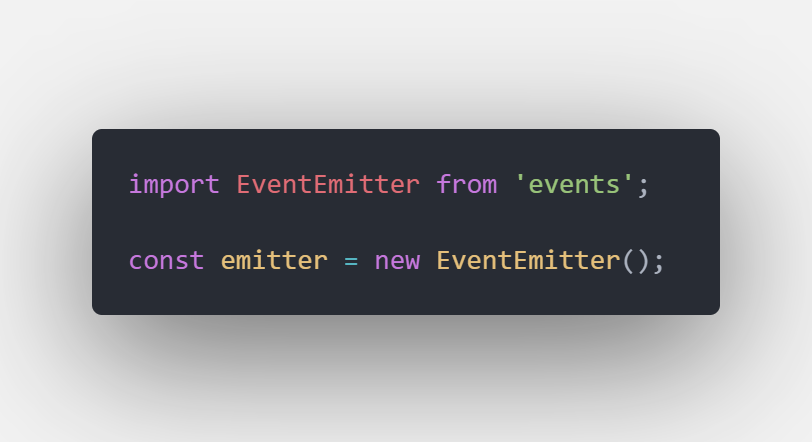 import EventEmitter from 'events';
const emitter = new EventEmitter();